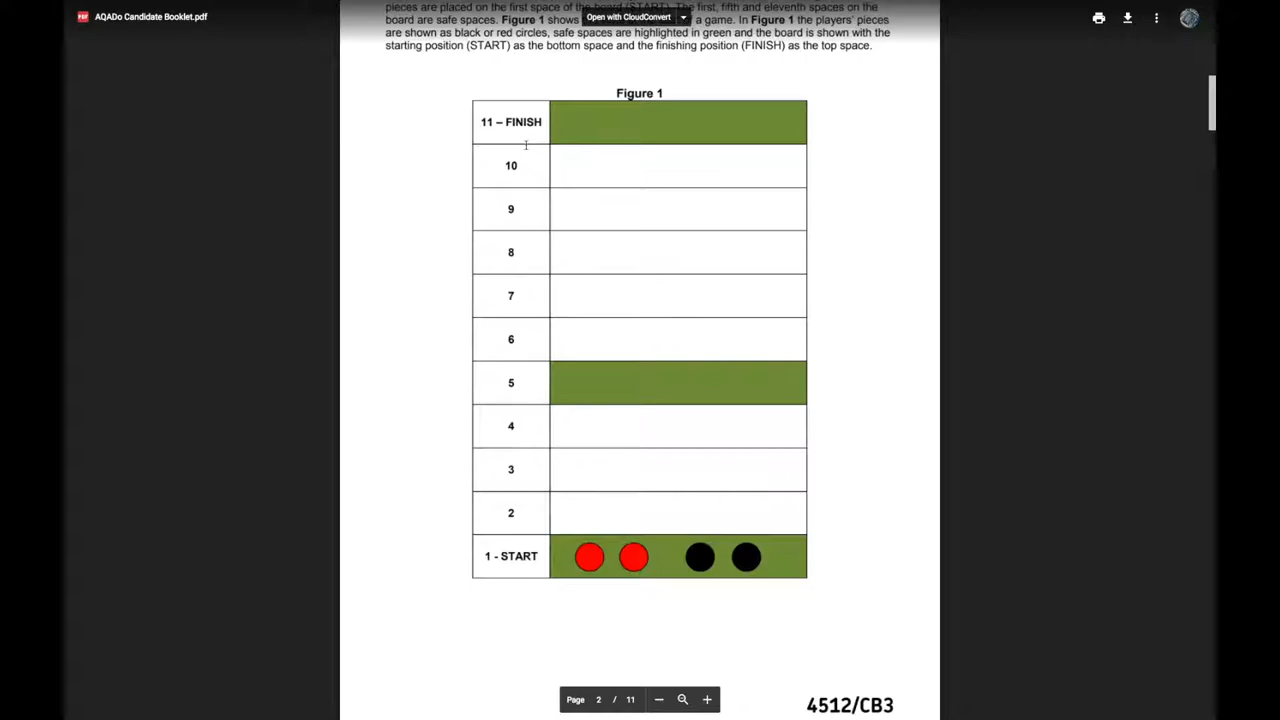 AQADo Candidate Booklet.pdf
Open with CloudConvert
pieces are placed on the first space of the board (START). The first, fifth and eleventh spaces on the
board are safe spaces. Figure 1 shows a game. In Figure 1 the players' pieces
are shown as black or red circles, safe spaces are highlighted in green and the board is shown with the
starting position (START) as the bottom space and the finishing position (FINISH) as the top space.
Figure 1
11 – FINISH
10
9
8
7
6
5
4
3
2
1 - START
Page 2 / 11
4512/CB3